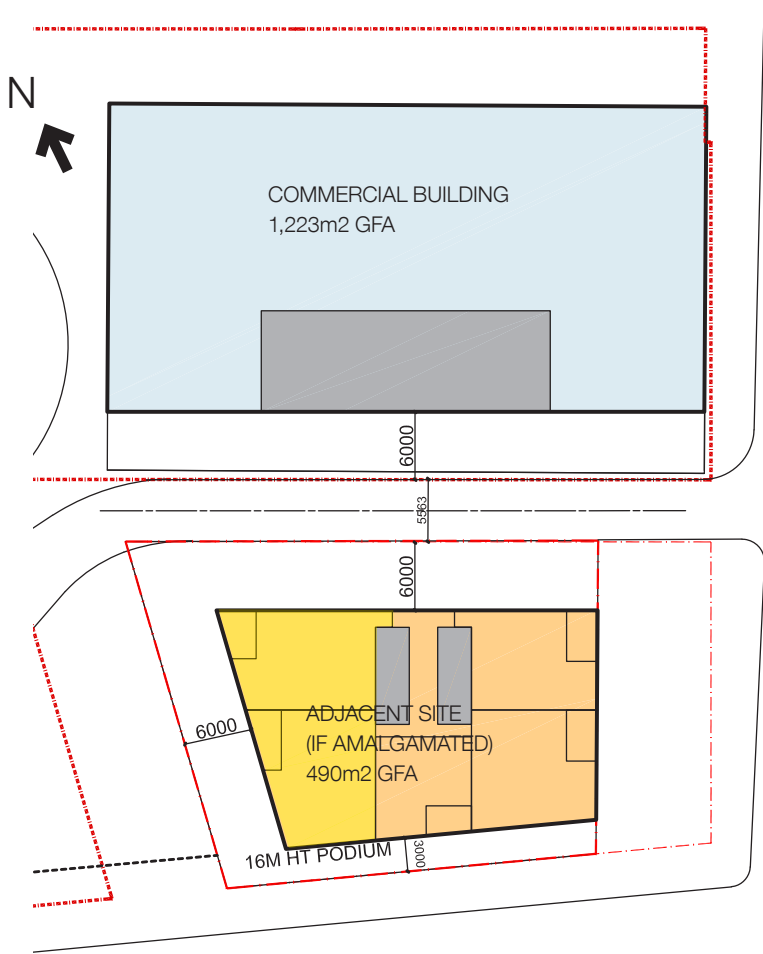 N
COMMERCIAL BUILDING
1,223m2 GFA
6000
5563
6000
6000
ADJACENT SITE
(IF AMALGAMATED)
490m2 GFA
16M HT PODIUM
3000